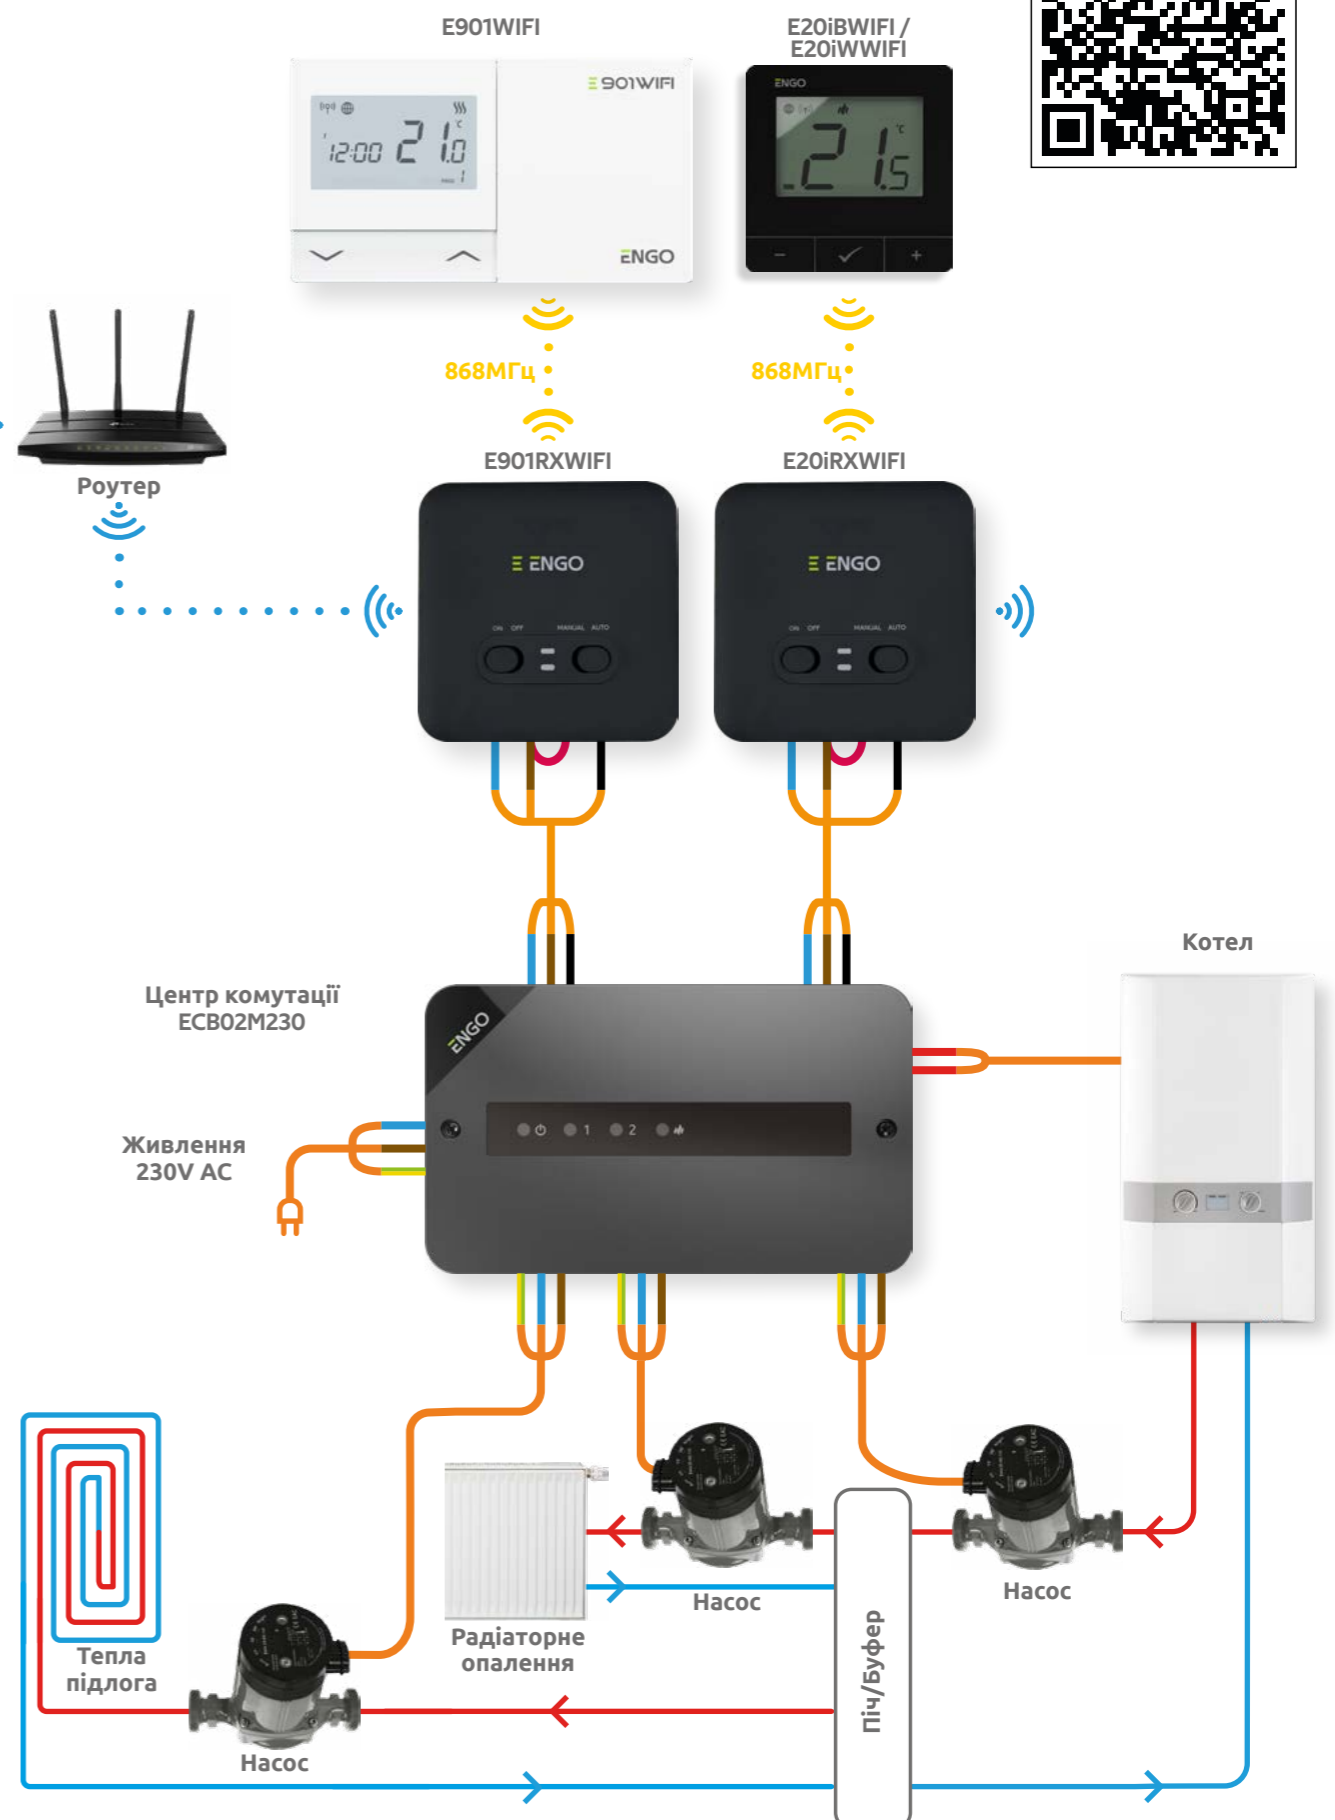 E901WIFI
E20iBWIFI /
E20iWWIFI
E901WIFI
12:00 21.0 °C
ENGO
ENGO
21.5 °C
868МГц
868МГц
Роутер
E901RXWIFI
E20iRXWIFI
ENGO
ON OFF MANUAL AUTO
ENGO
ON OFF MANUAL AUTO
Котел
Центр комутації
ECB02M230
ENGO
1 2
Живлення
230V AC
Насос
Насос
Радіаторне
опалення
Тепла
підлога
Насос
Піч/Буфер